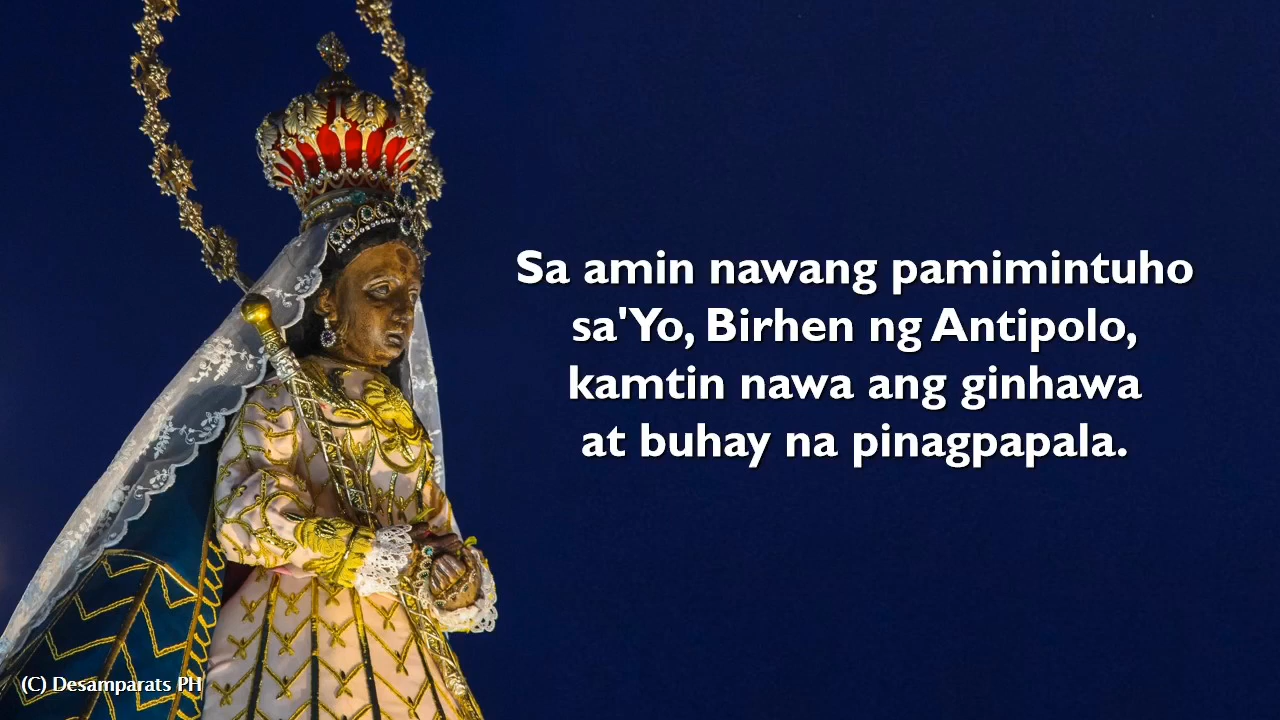 Sa amin nawang pamimintuho
sa'Yo, Birhen ng Antipolo,
kamtin nawa ang ginhawa
at buhay na pinagpapala.
(C) Desamparats PH